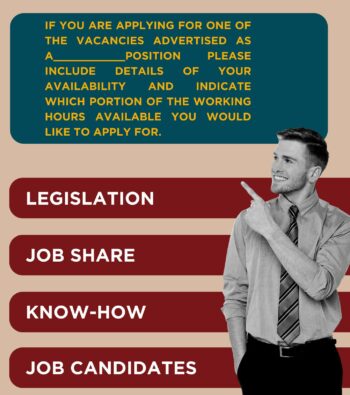 IF YOU ARE APPLYING FOR ONE OF
THE VACANCIES ADVERTISED AS
A___________POSITION PLEASE
INCLUDE DETAILS OF YOUR
AVAILABILITY AND INDICATE
WHICH PORTION OF THE WORKING
HOURS AVAILABLE YOU WOULD
LIKE TO APPLY FOR.
LEGISLATION
JOB SHARE
KNOW-HOW
JOB CANDIDATES